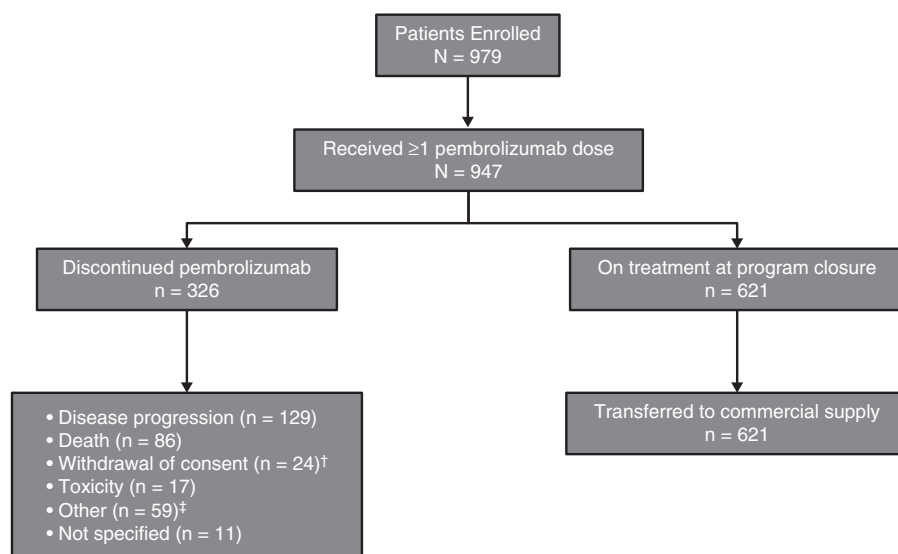 Patients Enrolled
N = 979
Received ≥1 pembrolizumab dose
N = 947
Discontinued pembrolizumab
n = 326
On treatment at program closure
n = 621
• Disease progression (n = 129)
• Death (n = 86)
• Withdrawal of consent (n = 24)†
• Toxicity (n = 17)
• Other (n = 59)‡
• Not specified (n = 11)
Transferred to commercial supply
n = 621